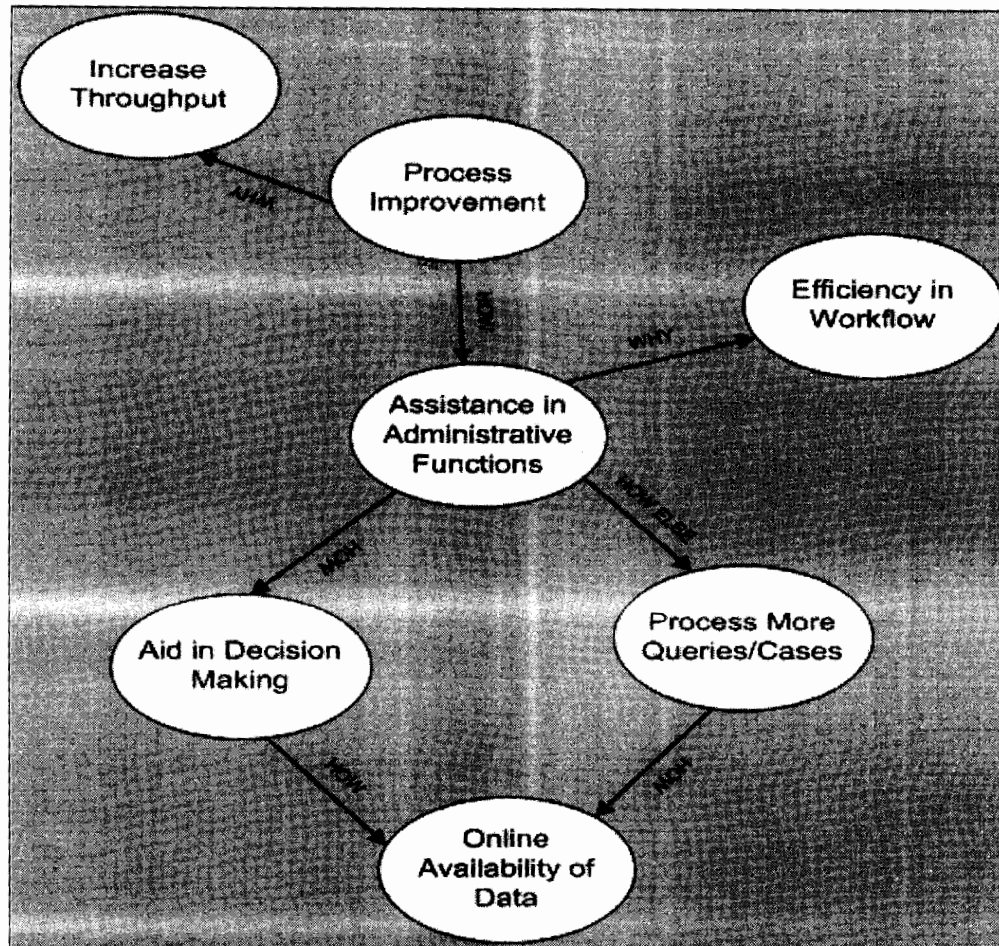 Increase
Throughput
Process
Improvement
WHY
HOW
Efficiency in
Workflow
WHY
Assistance in
Administrative
Functions
HOW
HOW ELSE
Process More
Queries/Cases
Aid in Decision
Making
HOW
HOW
Online
Availability of
Data